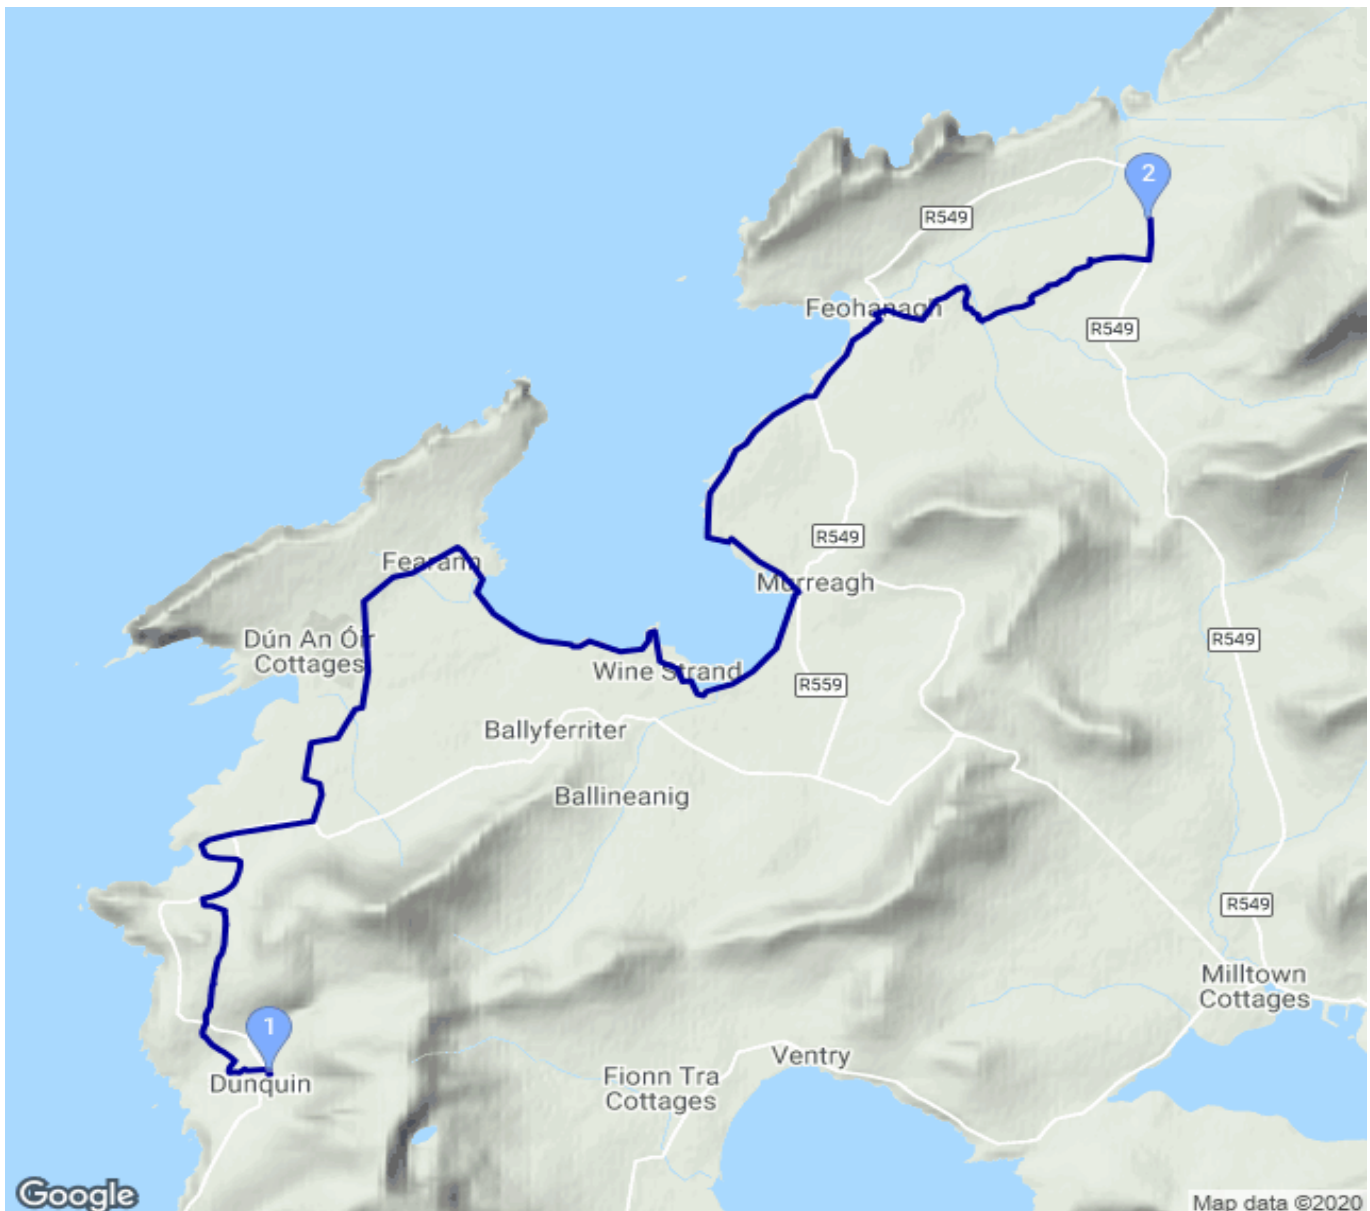 2
R549
Feohanagh
R549
Fearann
R549
Murreagh
Dún An Óir
Cottages
R549
Wine Strand
R559
Ballyferriter
Ballineanig
R549
Milltown
Cottages
1
Dunquin
Ventry
Fionn Tra
Cottages
Google
Map data ©2020